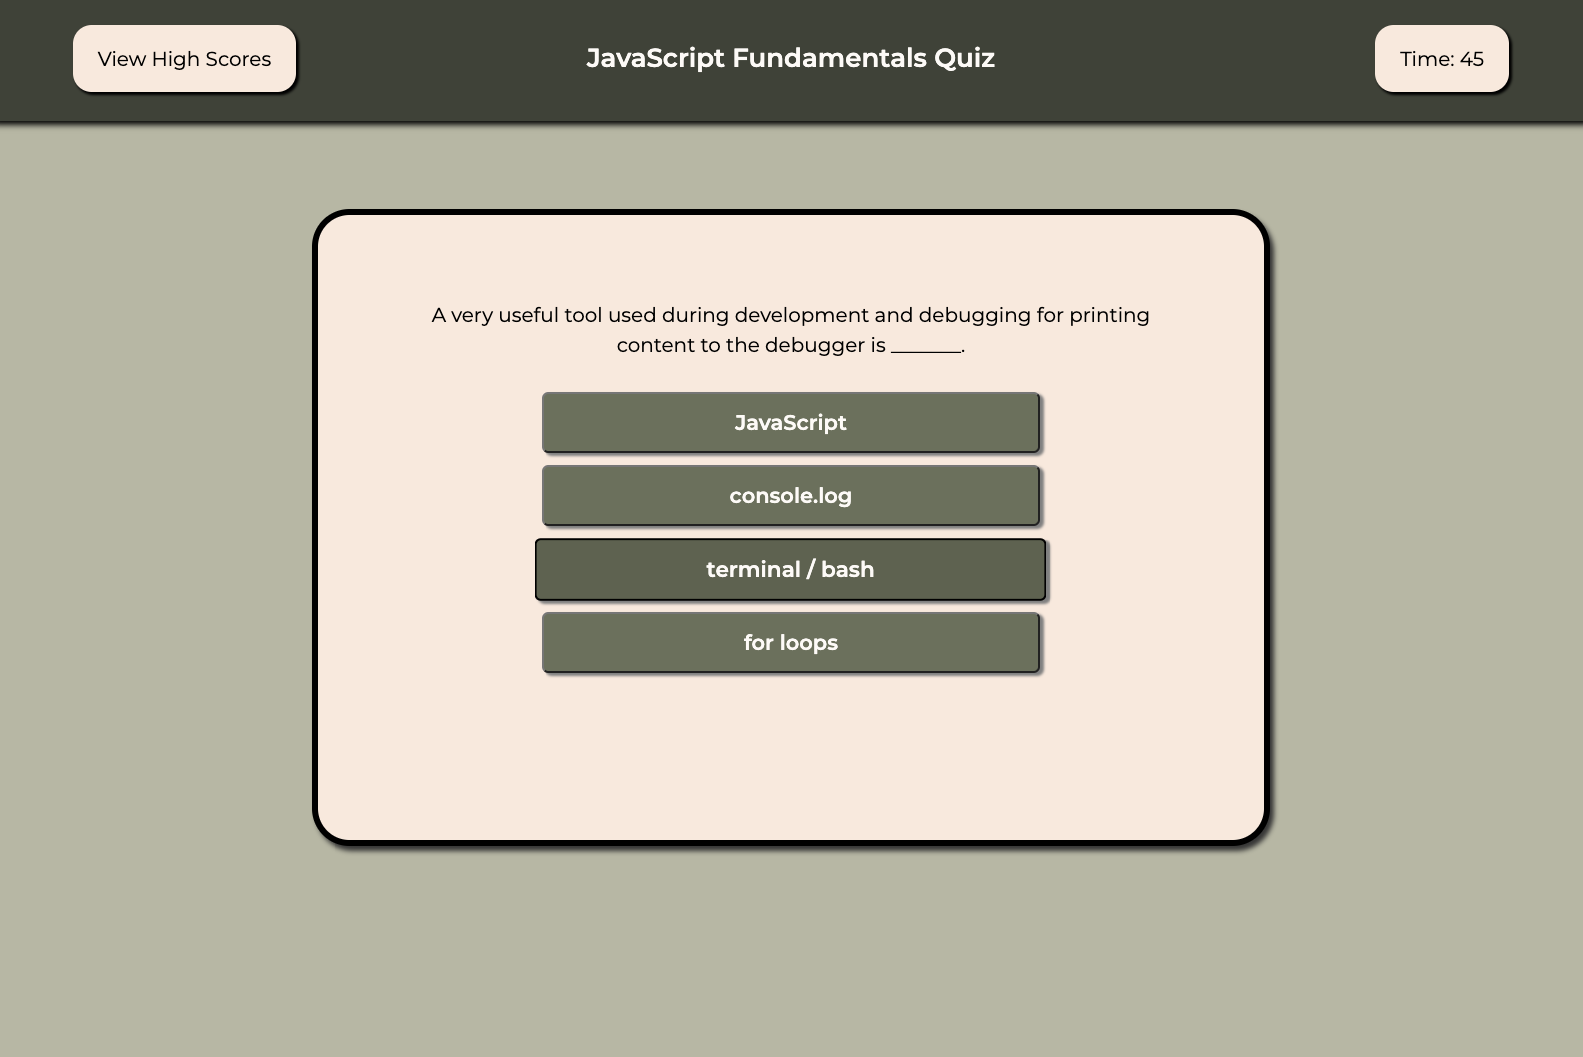 View High Scores
JavaScript Fundamentals Quiz
Time: 45
A very useful tool used during development and debugging for printing
content to the debugger is _______.
JavaScript
console.log
terminal / bash
for loops